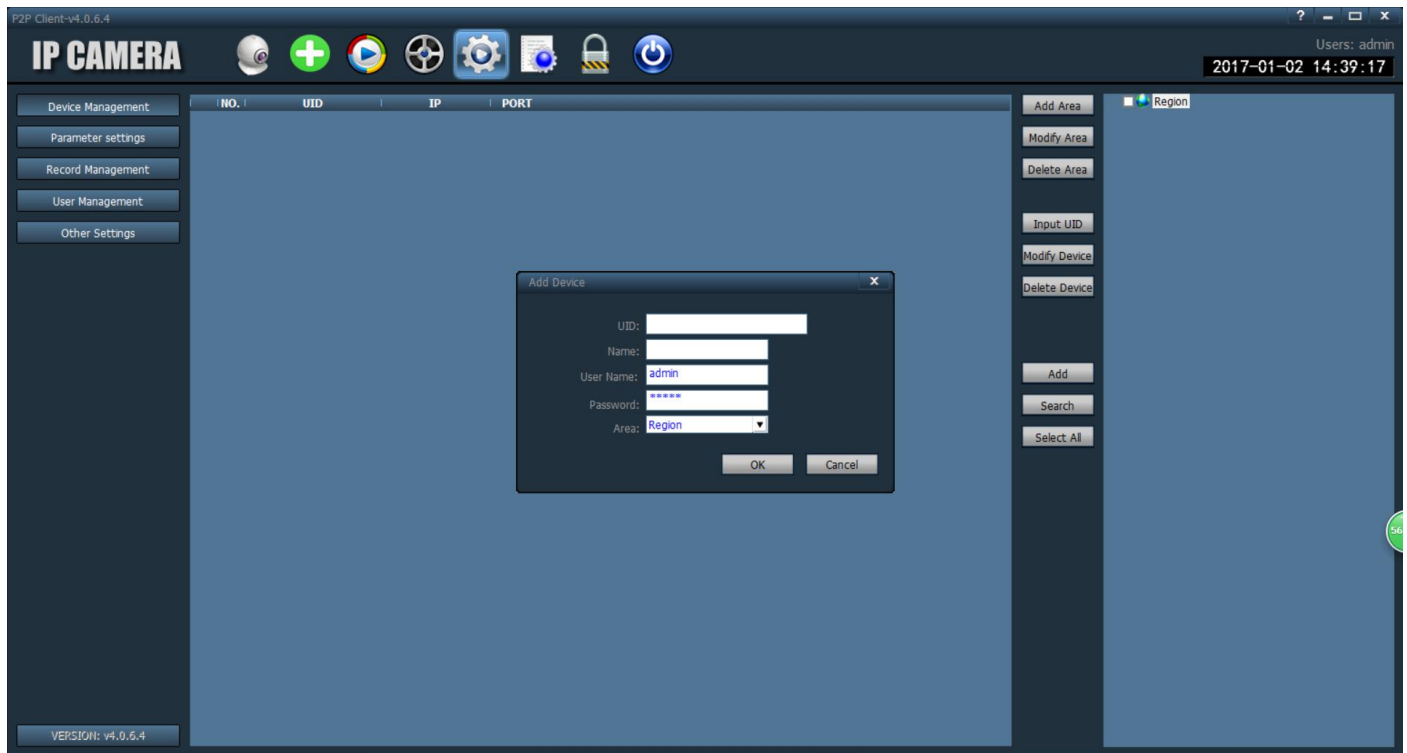 P2P Client-v4.0.6.4
? – □ x
IP CAMERA
Users: admin
2017-01-02 14:39:17
Device Management
Parameter settings
Record Management
User Management
Other Settings
NO. UID IP PORT
Add Area
Modify Area
Delete Area
Input UID
Modify Device
Delete Device
Add
Search
Select All
Region
Add Device x
UID:
Name:
User Name: admin
Password: *****
Area: Region
OK Cancel
56
VERSION: v4.0.6.4